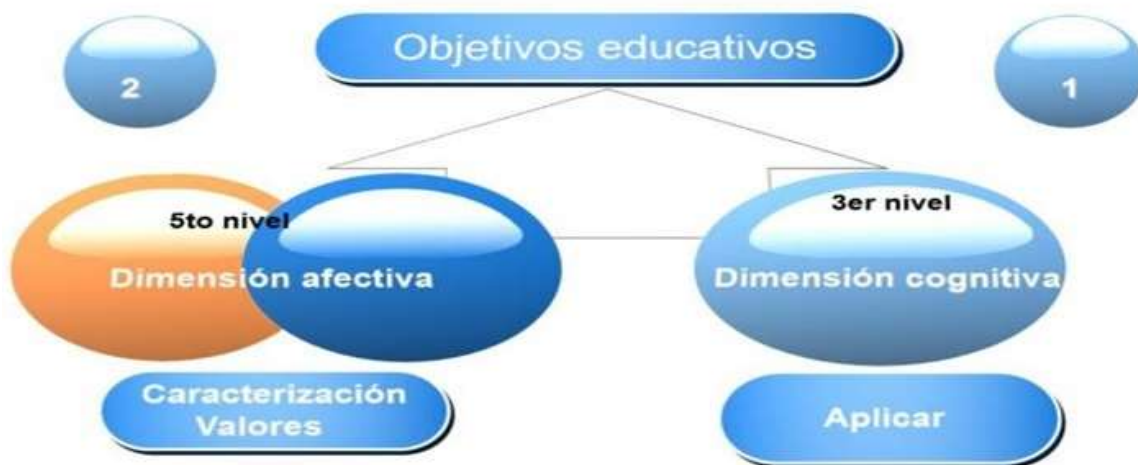 Objetivos educativos
2
1
5to nivel
Dimensión afectiva
3er nivel
Dimensión cognitiva
Caracterización
Valores
Aplicar